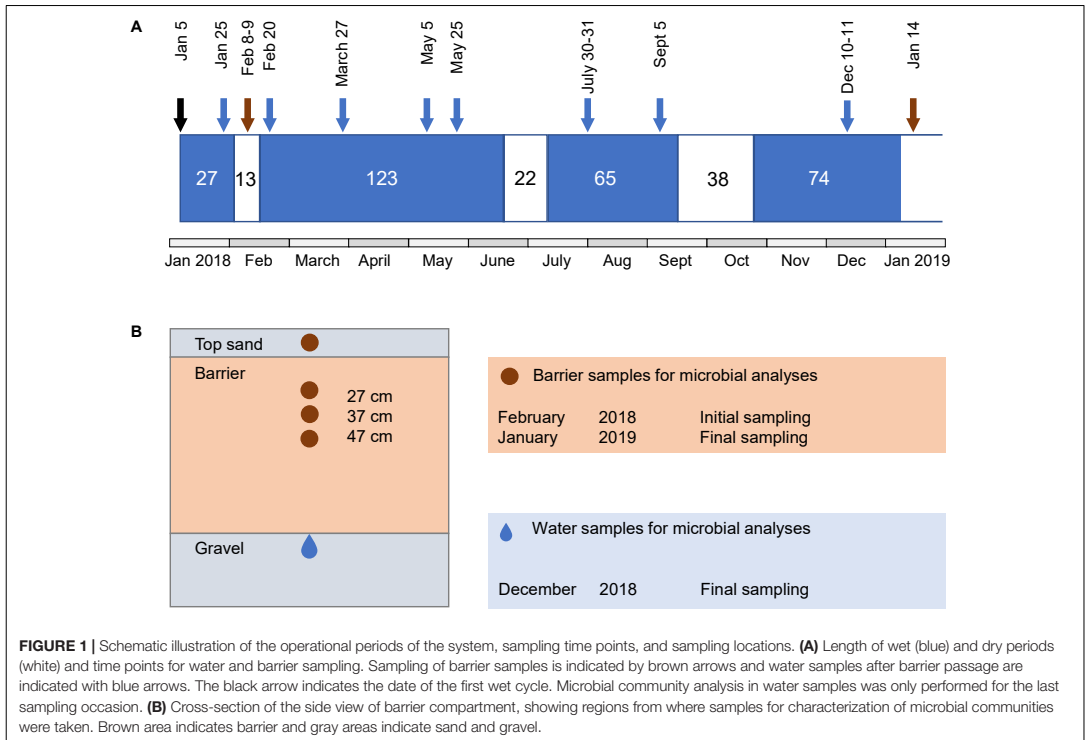 A
Jan 5
Jan 25
Feb 8-9
Feb 20
March 27
May 5
May 25
July 30-31
Sept 5
Dec 10-11
Jan 14
27
13
123
22
65
38
74
Jan 2018 Feb March April May June July Aug Sept Oct Nov Dec Jan 2019
B
Top sand
Barrier
27 cm
37 cm
47 cm
Gravel
Barrier samples for microbial analyses
February 2018 Initial sampling
January 2019 Final sampling
Water samples for microbial analyses
December 2018 Final sampling
FIGURE 1 | Schematic illustration of the operational periods of the system, sampling time points, and sampling locations. (A) Length of wet (blue) and dry periods
(white) and time points for water and barrier sampling. Sampling of barrier samples is indicated by brown arrows and water samples after barrier passage are
indicated with blue arrows. The black arrow indicates the date of the first wet cycle. Microbial community analysis in water samples was only performed for the last
sampling occasion. (B) Cross-section of the side view of barrier compartment, showing regions from where samples for characterization of microbial communities
were taken. Brown area indicates barrier and gray areas indicate sand and gravel.